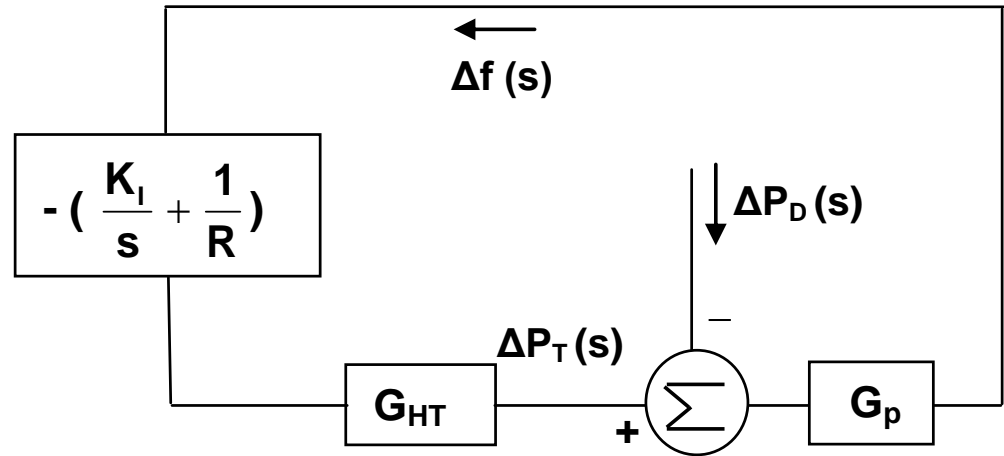 Δf (s)
- ( K_I/s + 1/R )
ΔP_D (s)
−
ΔP_T (s)
G_HT
+
Σ
G_p